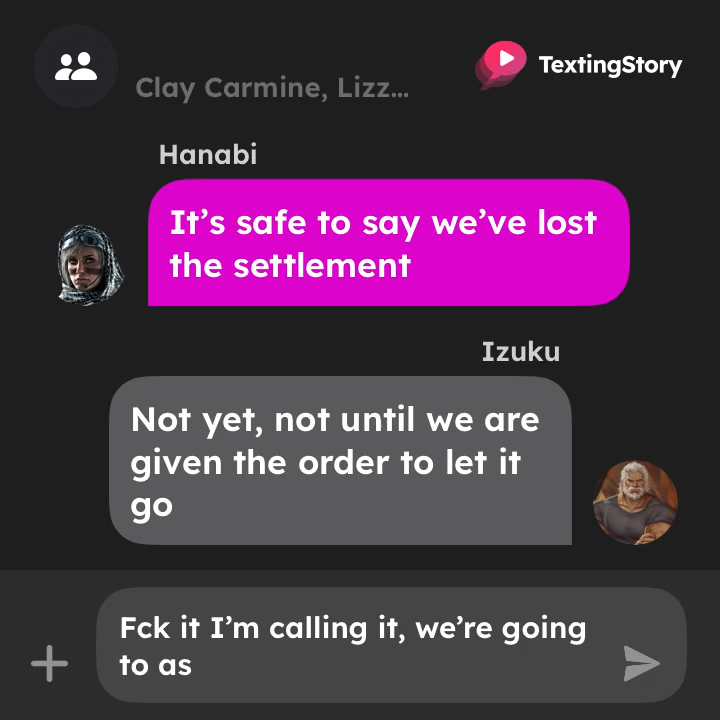 Clay Carmine, Lizz...
TextingStory
Hanabi
It’s safe to say we’ve lost
the settlement
Izuku
Not yet, not until we are
given the order to let it
go
Fck it I’m calling it, we’re going
to as